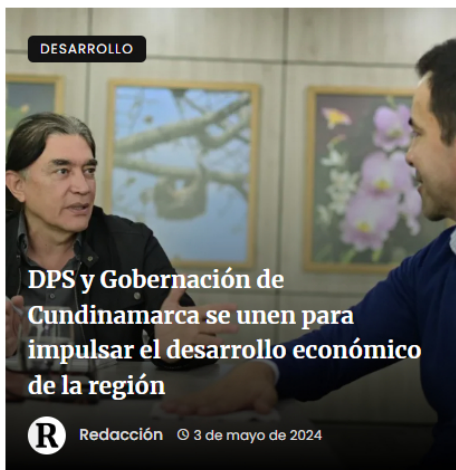 DESARROLLO
DPS y Gobernación de
Cundinamarca se unen para
impulsar el desarrollo económico
de la región
R Redacción 3 de mayo de 2024